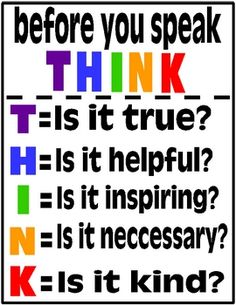 before you speak
THINK
T=Is it true?
H=Is it helpful?
I=Is it inspiring?
N=Is it neccessary?
K=Is it kind?